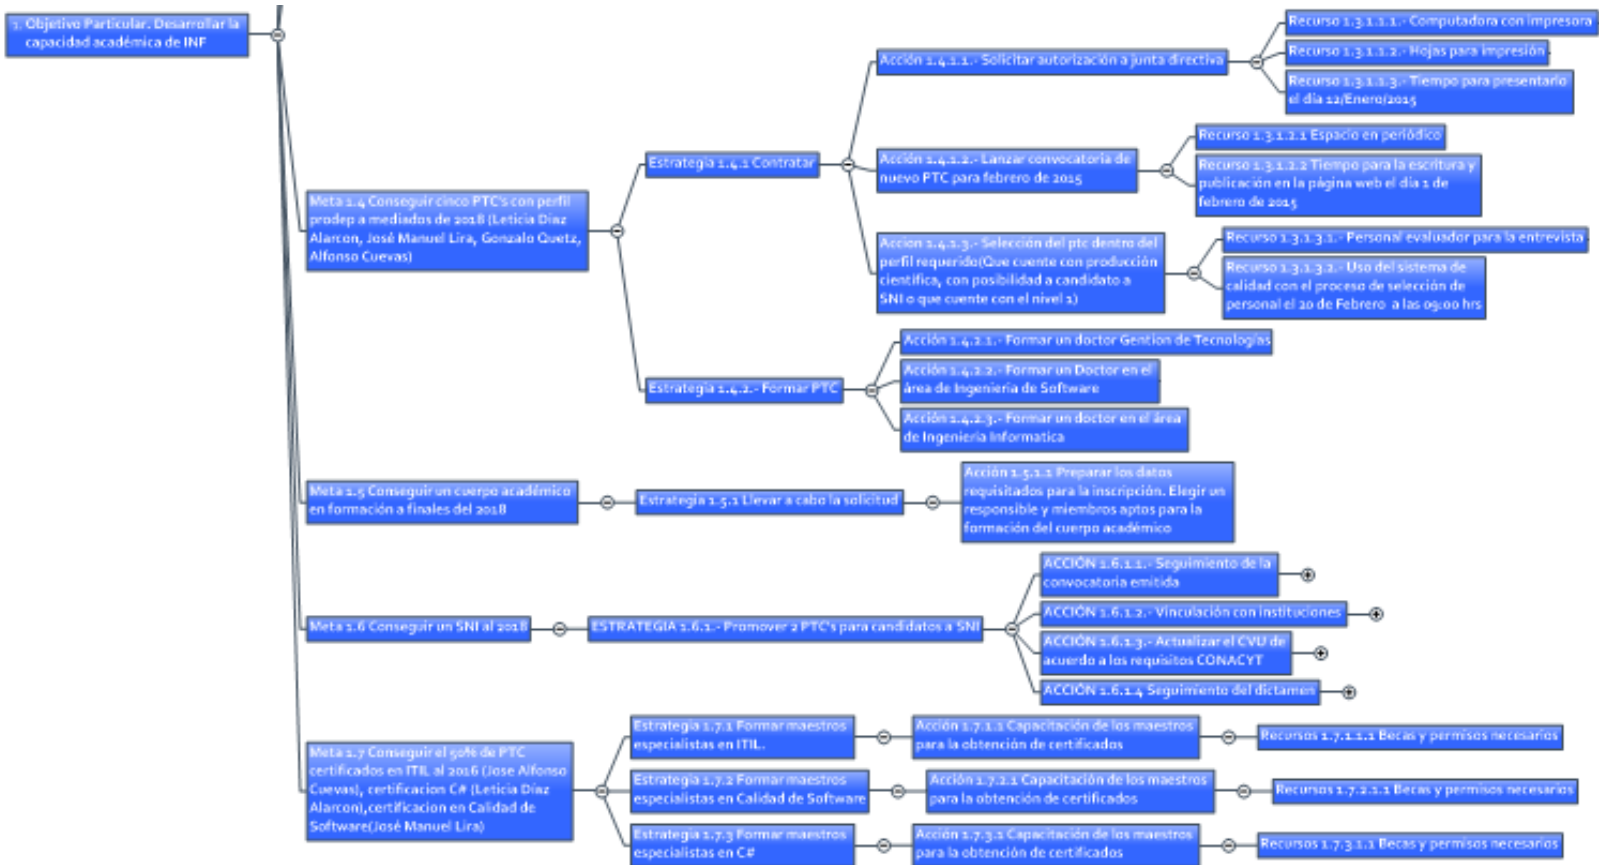 1. Objetivo Particular. Desarrollar la
capacidad académica de INF
Meta 1.4 Conseguir cinco PTC's con perfil
prodep a mediados de 2018 (Leticia Diaz
Alarcon, José Manuel Lira, Gonzalo Quetz,
Alfonso Cuevas)
Estrategia 1.4.1 Contratar
Acción 1.4.1.1.- Solicitar autorización a junta directiva
Recurso 1.3.1.1.1.- Computadora con impresora
Recurso 1.3.1.1.2.- Hojas para impresión
Recurso 1.3.1.1.3.- Tiempo para presentarlo
el día 12/Enero/2015
Acción 1.4.1.2.- Lanzar convocatoria de
nuevo PTC para febrero de 2015
Recurso 1.3.1.2.1 Espacio en periódico
Recurso 1.3.1.2.2 Tiempo para la escritura y
publicación en la página web el día 1 de
febrero de 2015
Accion 1.4.1.3.- Selección del ptc dentro del
perfil requerido(Que cuente con producción
científica, con posibilidad a candidato a
SNI o que cuente con el nivel 1)
Recurso 1.3.1.3.1.- Personal evaluador para la entrevista
Recurso 1.3.1.3.2.- Uso del sistema de
calidad con el proceso de selección de
personal el 20 de Febrero a las 09:00 hrs
Estrategia 1.4.2.- Formar PTC
Acción 1.4.2.1.- Formar un doctor Gention de Tecnologías
Acción 1.4.2.2.- Formar un Doctor en el
área de Ingenieria de Software
Acción 1.4.2.3.- Formar un doctor en el área
de Ingenieria Informatica
Meta 1.5 Conseguir un cuerpo académico
en formación a finales del 2018
Estrategia 1.5.1 Llevar a cabo la solicitud
Acción 1.5.1.1 Preparar los datos
requisitados para la inscripción. Elegir un
responsible y miembros aptos para la
formación del cuerpo académico
Meta 1.6 Conseguir un SNI al 2018
ESTRATEGIA 1.6.1.- Promover 2 PTC's para candidatos a SNI
ACCIÓN 1.6.1.1.- Seguimiento de la
convocatoria emitida
ACCIÓN 1.6.1.2.- Vinculación con instituciones
ACCIÓN 1.6.1.3.- Actualizar el CVU de
acuerdo a los requisitos CONACYT
ACCIÓN 1.6.1.4 Seguimiento del dictamen
Meta 1.7 Conseguir el 50% de PTC
certificados en ITIL al 2016 (Jose Alfonso
Cuevas), certificacion C# (Leticia Díaz
Alarcon),certificacion en Calidad de
Software(José Manuel Lira)
Estrategia 1.7.1 Formar maestros
especialistas en ITIL.
Acción 1.7.1.1 Capacitación de los maestros
para la obtención de certificados
Recursos 1.7.1.1.1 Becas y permisos necesarios
Estrategia 1.7.2 Formar maestros
especialistas en Calidad de Software
Acción 1.7.2.1 Capacitación de los maestros
para la obtención de certificados
Recursos 1.7.2.1.1 Becas y permisos necesarios
Estrategia 1.7.3 Formar maestros
especialistas en C#
Acción 1.7.3.1 Capacitación de los maestros
para la obtención de certificados
Recursos 1.7.3.1.1 Becas y permisos necesarios